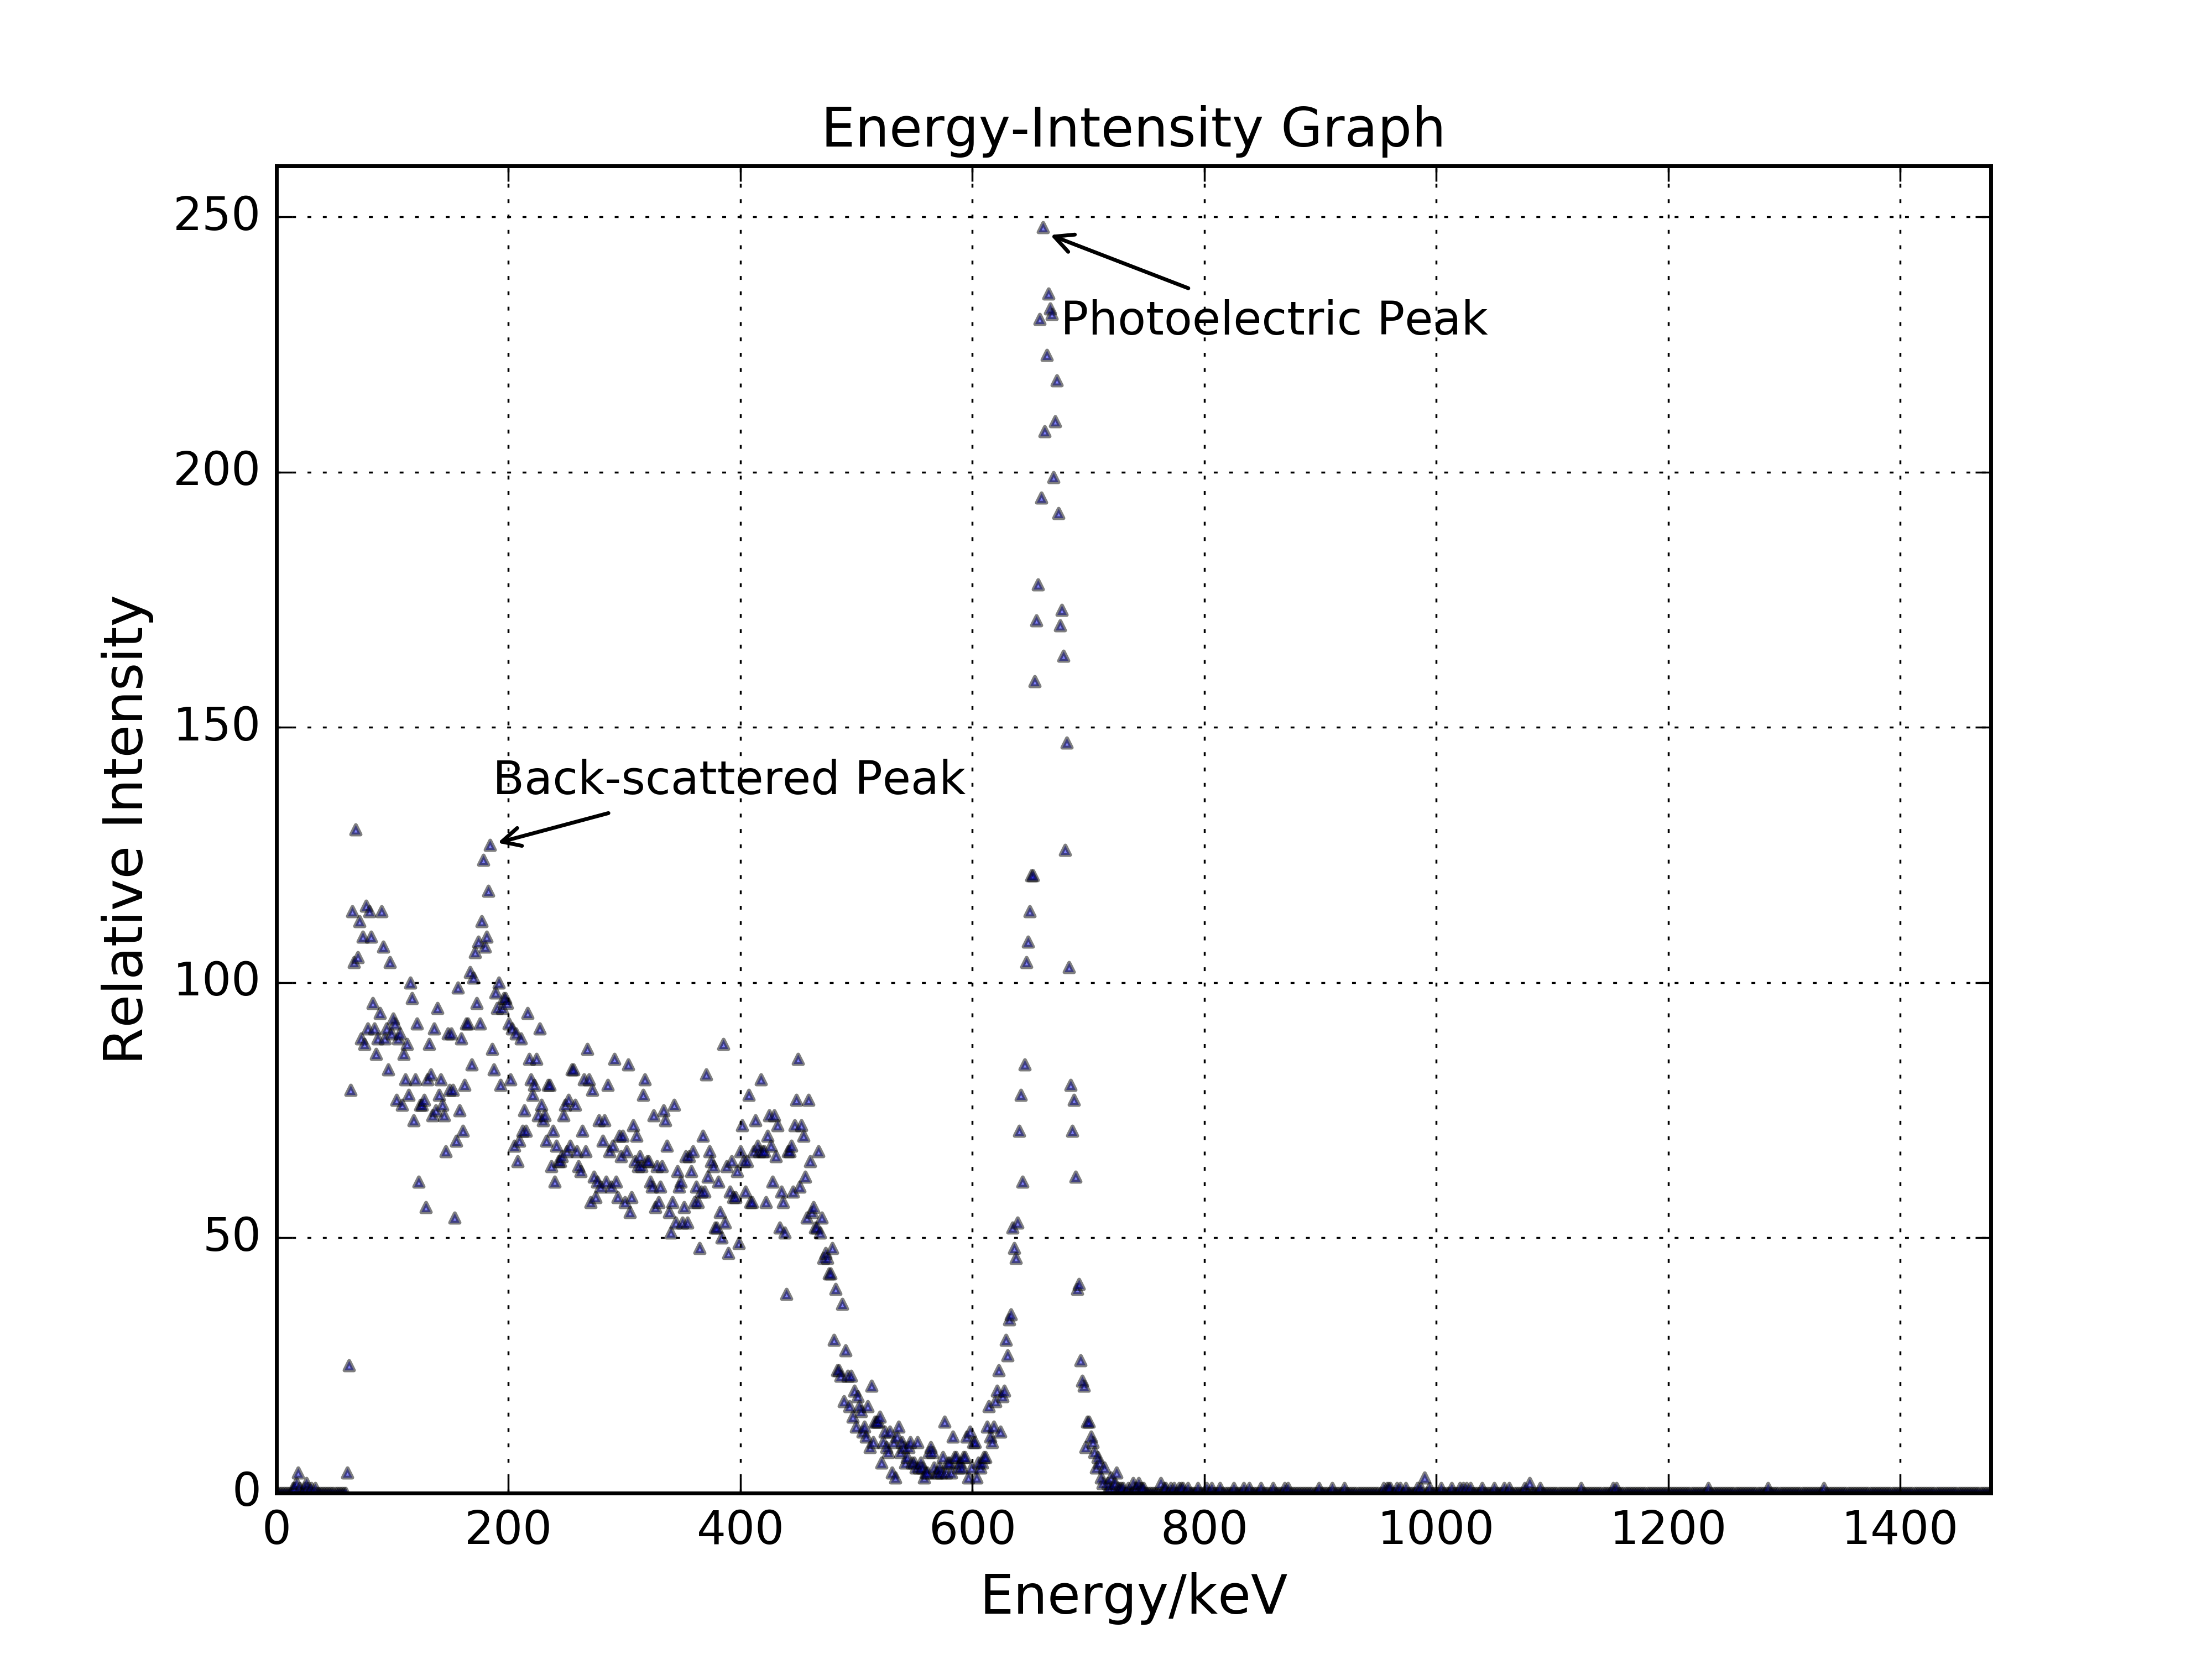 Energy-Intensity Graph
250
200
150
100
50
0
Relative Intensity
Photoelectric Peak
Back-scattered Peak
0 200 400 600 800 1000 1200 1400
Energy/keV